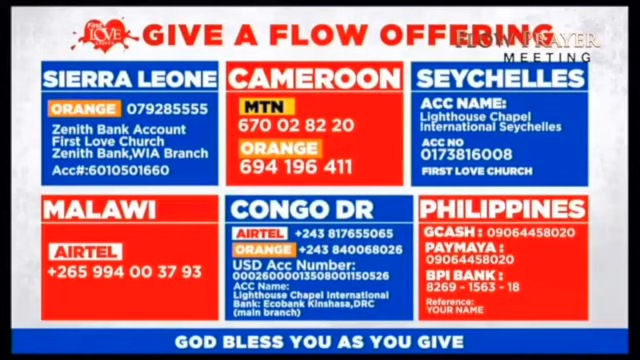 First
LOVE
CHURCH
GIVE A FLOW OFFERING
FLOW PRAYER
MEETING
SIERRA LEONE
ORANGE 079285555
Zenith Bank Account
First Love Church
Zenith Bank,WIA Branch
Acc#:6010501660
CAMEROON
MTN
670 02 82 20
ORANGE
694 196 411
SEYCHELLES
ACC NAME:
Lighthouse Chapel
International Seychelles
ACC NO
0173816008
FIRST LOVE CHURCH
MALAWI
AIRTEL
+265 994 00 37 93
CONGO DR
AIRTEL +243 817655065
ORANGE +243 840068026
USD Acc Number:
00026000013508001150526
ACC Name:
Lighthouse Chapel International
Bank: Ecobank Kinshasa,DRC
(main branch)
PHILIPPINES
GCASH : 09064458020
PAYMAYA :
09064458020
BPI BANK :
8269 - 1563 - 18
Reference:
YOUR NAME
GOD BLESS YOU AS YOU GIVE